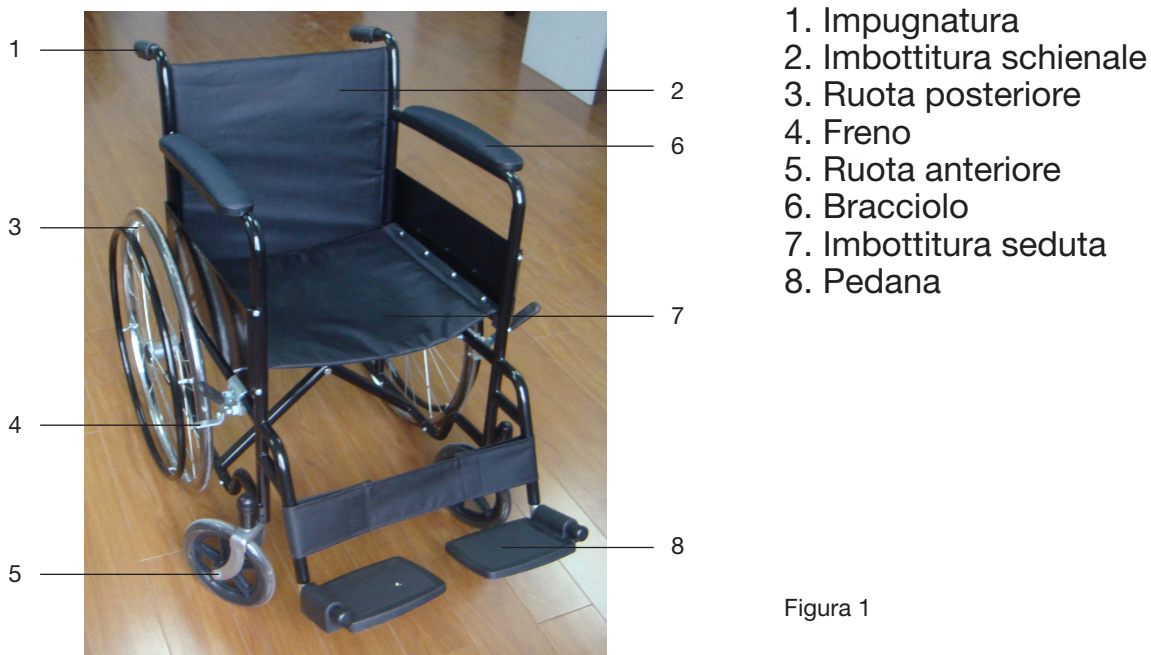 1
2
6
3
7
4
8
5
1. Impugnatura
2. Imbottitura schienale
3. Ruota posteriore
4. Freno
5. Ruota anteriore
6. Bracciolo
7. Imbottitura seduta
8. Pedana
Figura 1